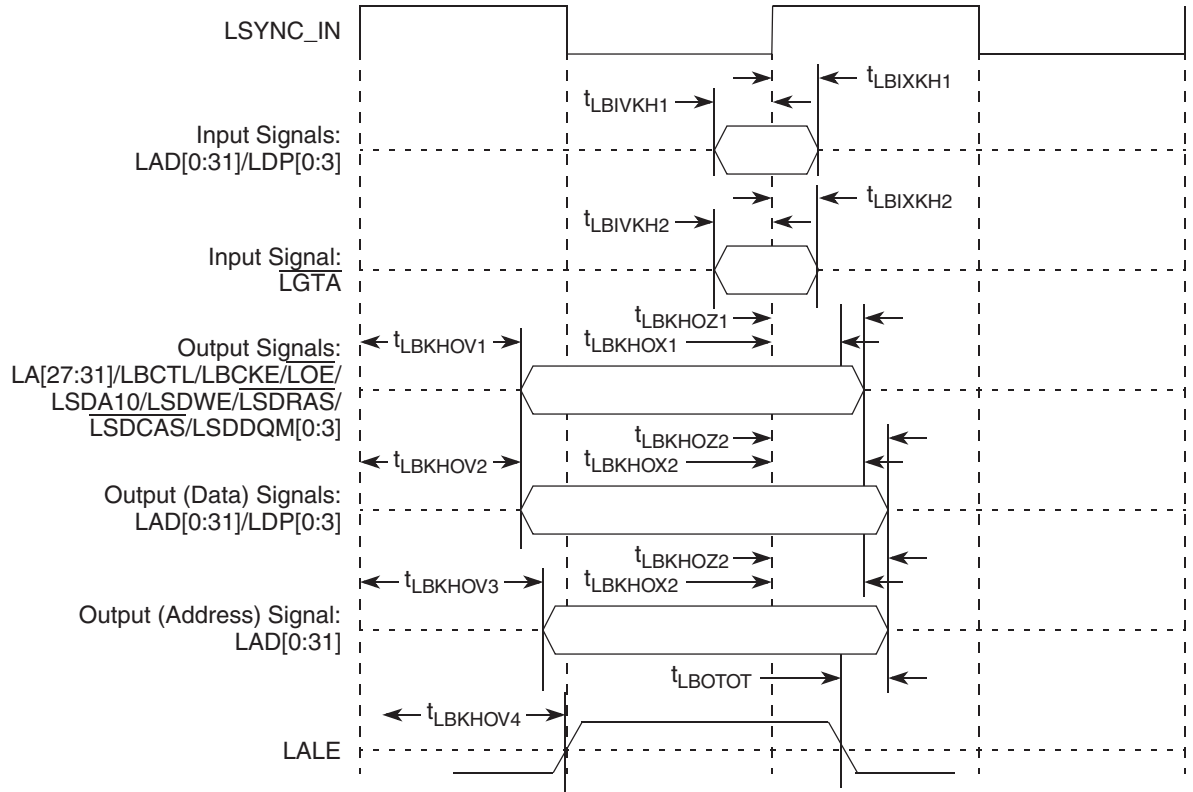 LSYNC_IN
tLBIXKH1
tLBIVKH1
Input Signals:
LAD[0:31]/LDP[0:3]
tLBIXKH2
tLBIVKH2
Input Signal:
LGTA
tLBKHOZ1
tLBKHOV1
tLBKHOX1
Output Signals:
LA[27:31]/LBCTL/LBCKE/LOE/
LSDA10/LSDWE/LSDRAS/
LSDCAS/LSDDQM[0:3]
tLBKHOZ2
tLBKHOV2
tLBKHOX2
Output (Data) Signals:
LAD[0:31]/LDP[0:3]
tLBKHOZ2
tLBKHOV3
tLBKHOX2
Output (Address) Signal:
LAD[0:31]
tLBOTOT
tLBKHOV4
LALE